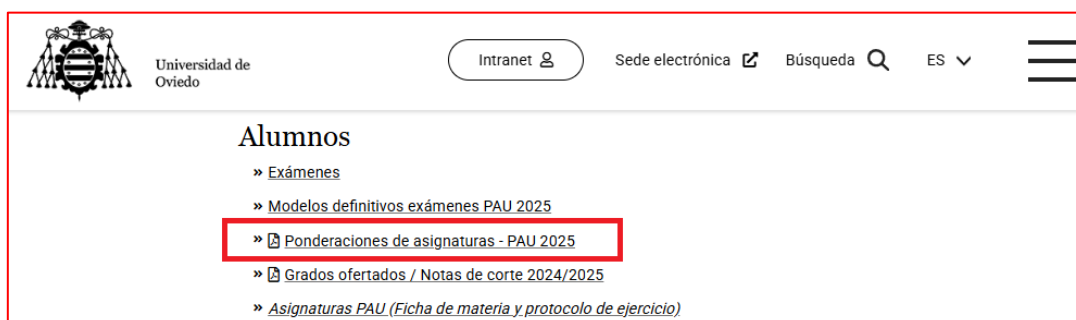 Universidad de
Oviedo
Intranet
Sede electrónica
Búsqueda
ES
Alumnos
» Exámenes
» Modelos definitivos exámenes PAU 2025
» Ponderaciones de asignaturas - PAU 2025
» Grados ofertados / Notas de corte 2024/2025
» Asignaturas PAU (Ficha de materia y protocolo de ejercicio)